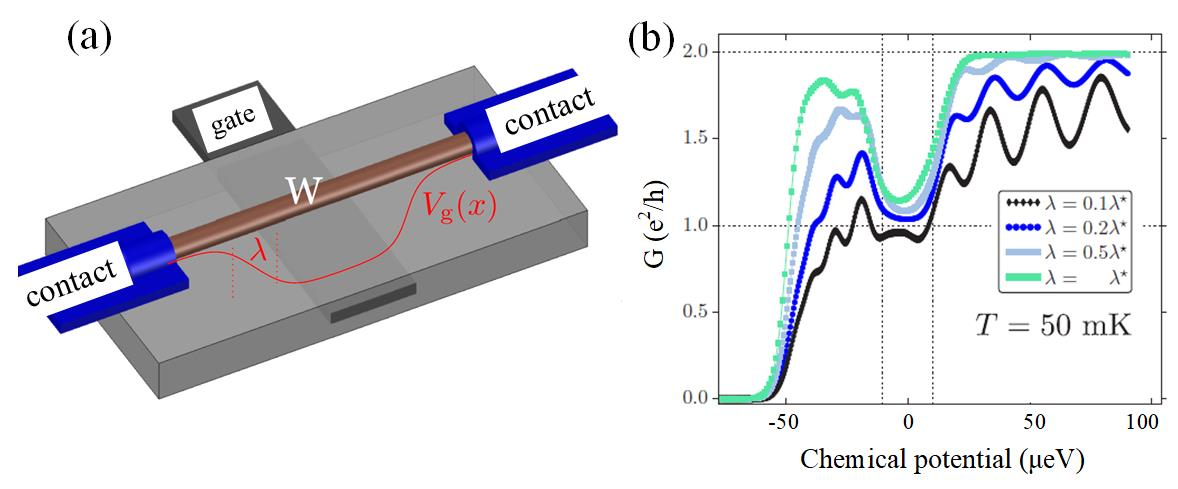 (a)
gate
contact
W
Vg(x)
λ
contact
(b)
2.0
1.5
1.0
0.5
0.0
G (e²/h)
λ = 0.1λ⋆
λ = 0.2λ⋆
λ = 0.5λ⋆
λ = λ⋆
T = 50 mK
-50 0 50 100
Chemical potential (μeV)